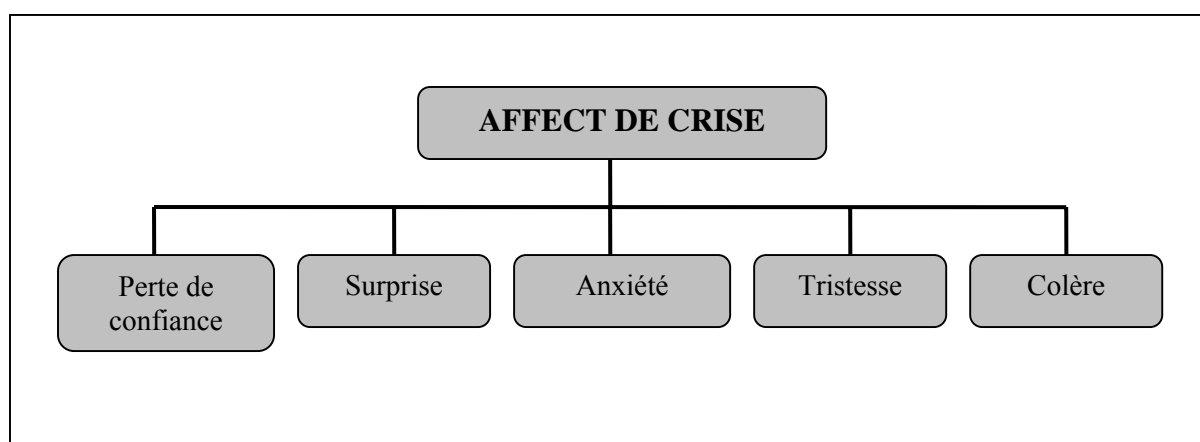 AFFECT DE CRISE
Perte de
confiance
Surprise
Anxiété
Tristesse
Colère